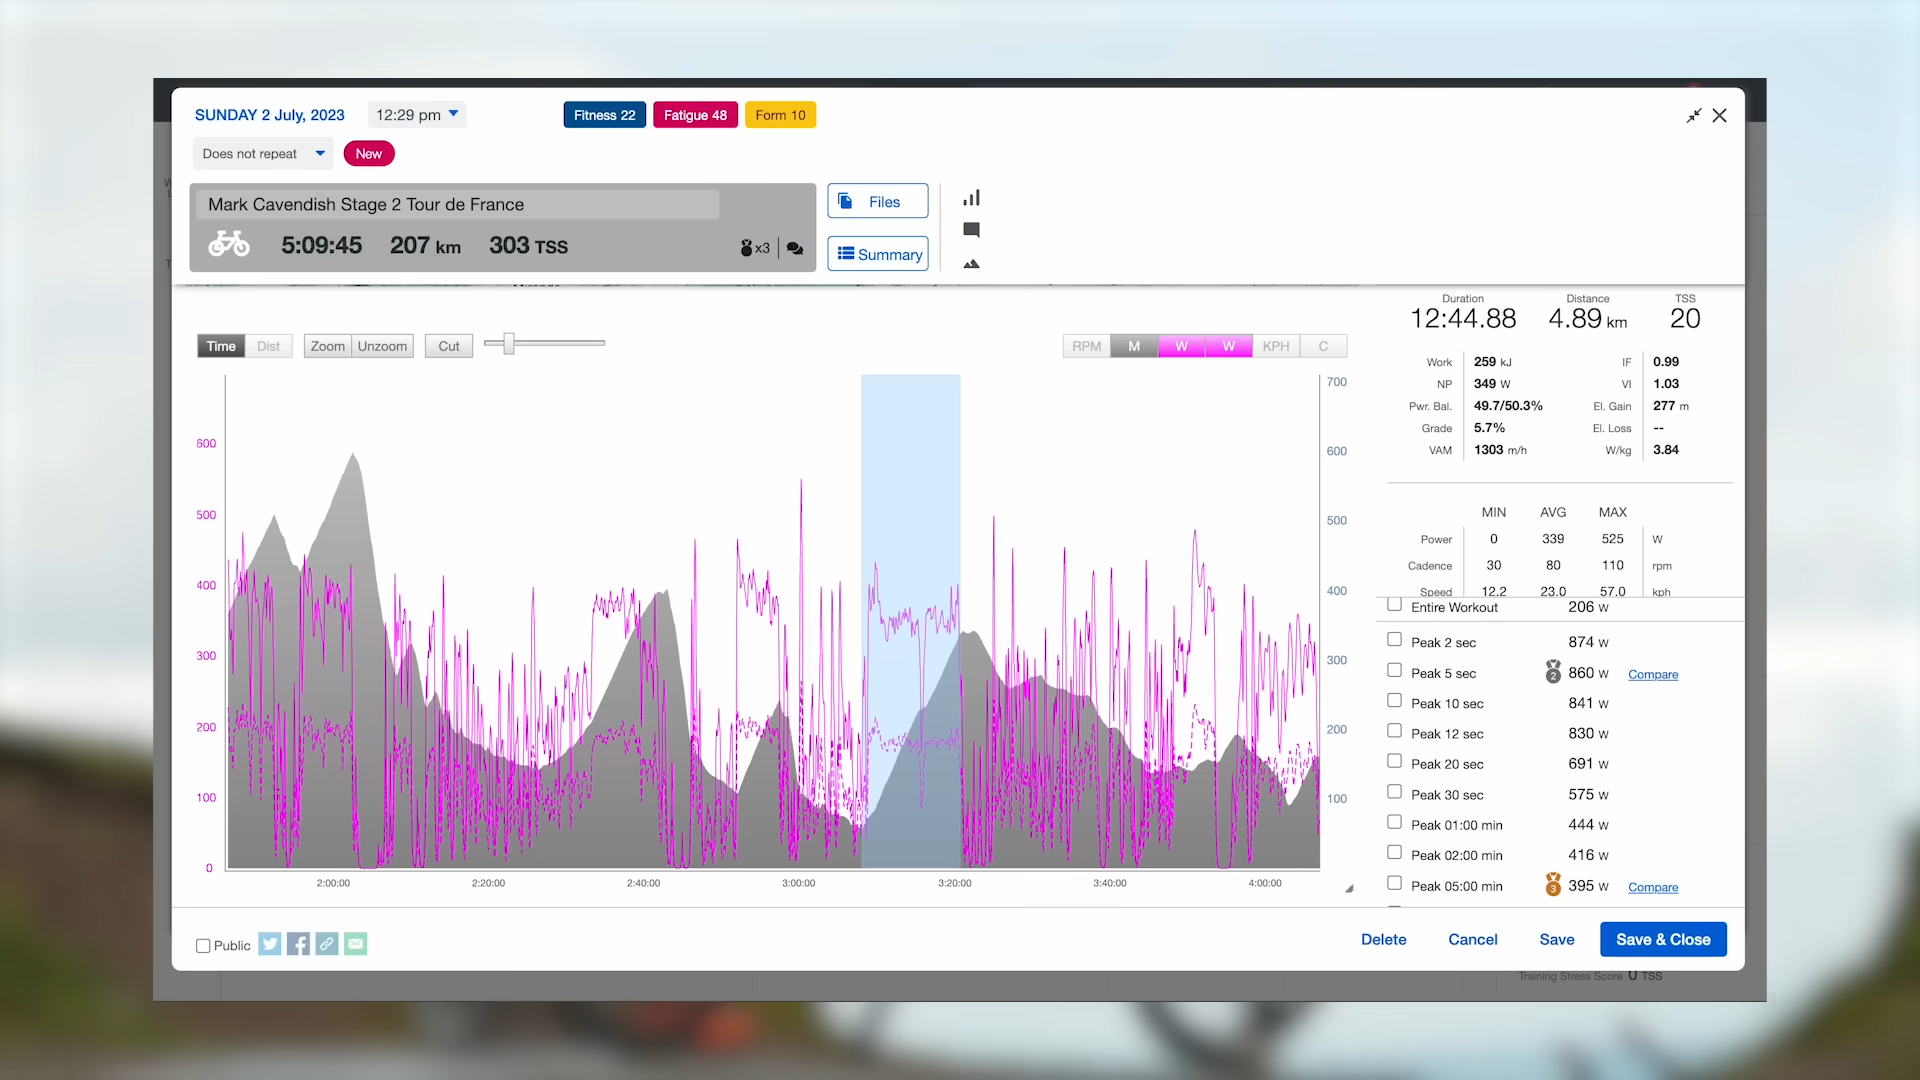 SUNDAY 2 July, 2023 12:29 pm Fitness 22 Fatigue 48 Form 10
Does not repeat New
Mark Cavendish Stage 2 Tour de France Files
5:09:45 207 km 303 TSS x3 Summary
Duration Distance TSS
12:44.88 4.89 km 20
Time Dist Zoom Unzoom Cut RPM M W W KPH C
Work 259 kJ IF 0.99
NP 349 W VI 1.03
Pwr. Bal. 49.7/50.3% El. Gain 277 m
Grade 5.7% El. Loss --
VAM 1303 m/h W/kg 3.84
MIN AVG MAX
Power 0 339 525 W
Cadence 30 80 110 rpm
Speed 12.2 23.0 57.0 kph
Entire Workout 206 W
Peak 2 sec 874 W
Peak 5 sec 2 860 W Compare
Peak 10 sec 841 W
Peak 12 sec 830 W
Peak 20 sec 691 W
Peak 30 sec 575 W
Peak 01:00 min 444 W
Peak 02:00 min 416 W
Peak 05:00 min 3 395 W Compare
600
500
400
300
200
100
0
700
600
500
400
300
200
100
2:00:00 2:20:00 2:40:00 3:00:00 3:20:00 3:40:00 4:00:00
Public Delete Cancel Save Save & Close
Training Stress Score 0 TSS